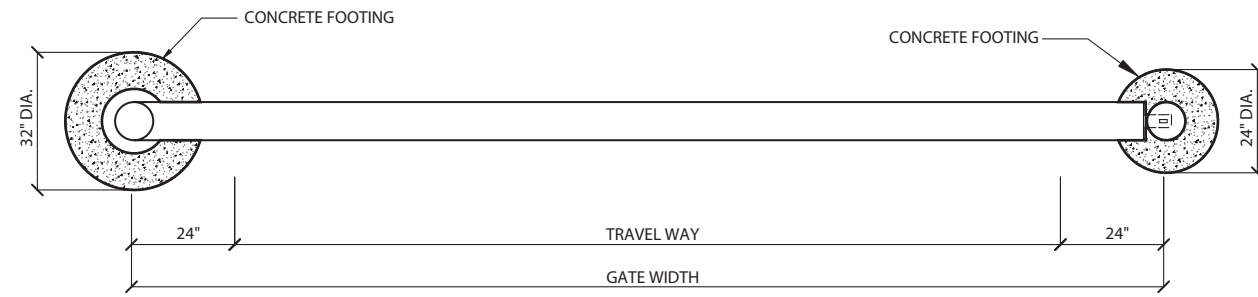 CONCRETE FOOTING
CONCRETE FOOTING
32" DIA.
24" DIA.
24"
TRAVEL WAY
24"
GATE WIDTH